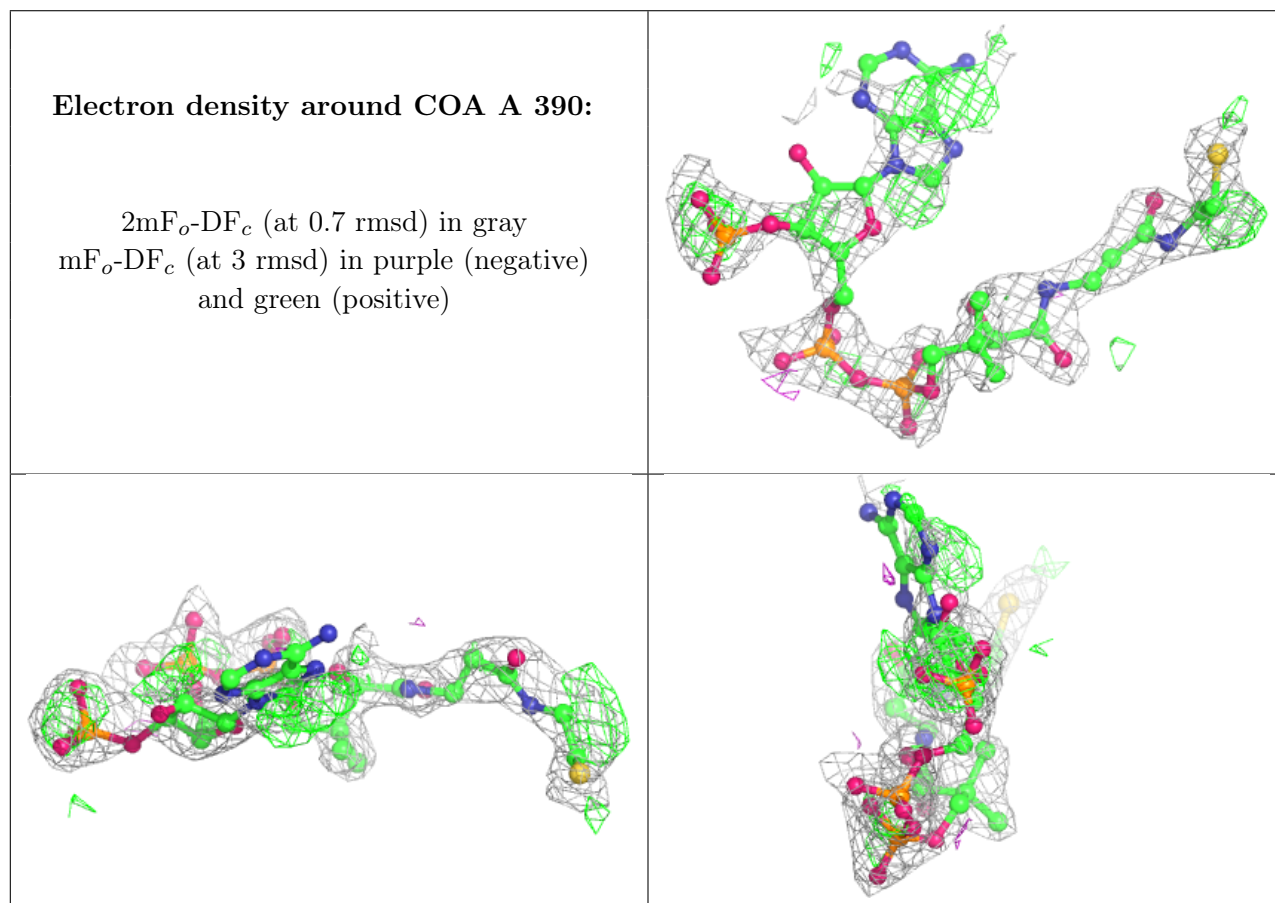 Electron density around COA A 390:
2mFo-DFc (at 0.7 rmsd) in gray
mFo-DFc (at 3 rmsd) in purple (negative)
and green (positive)